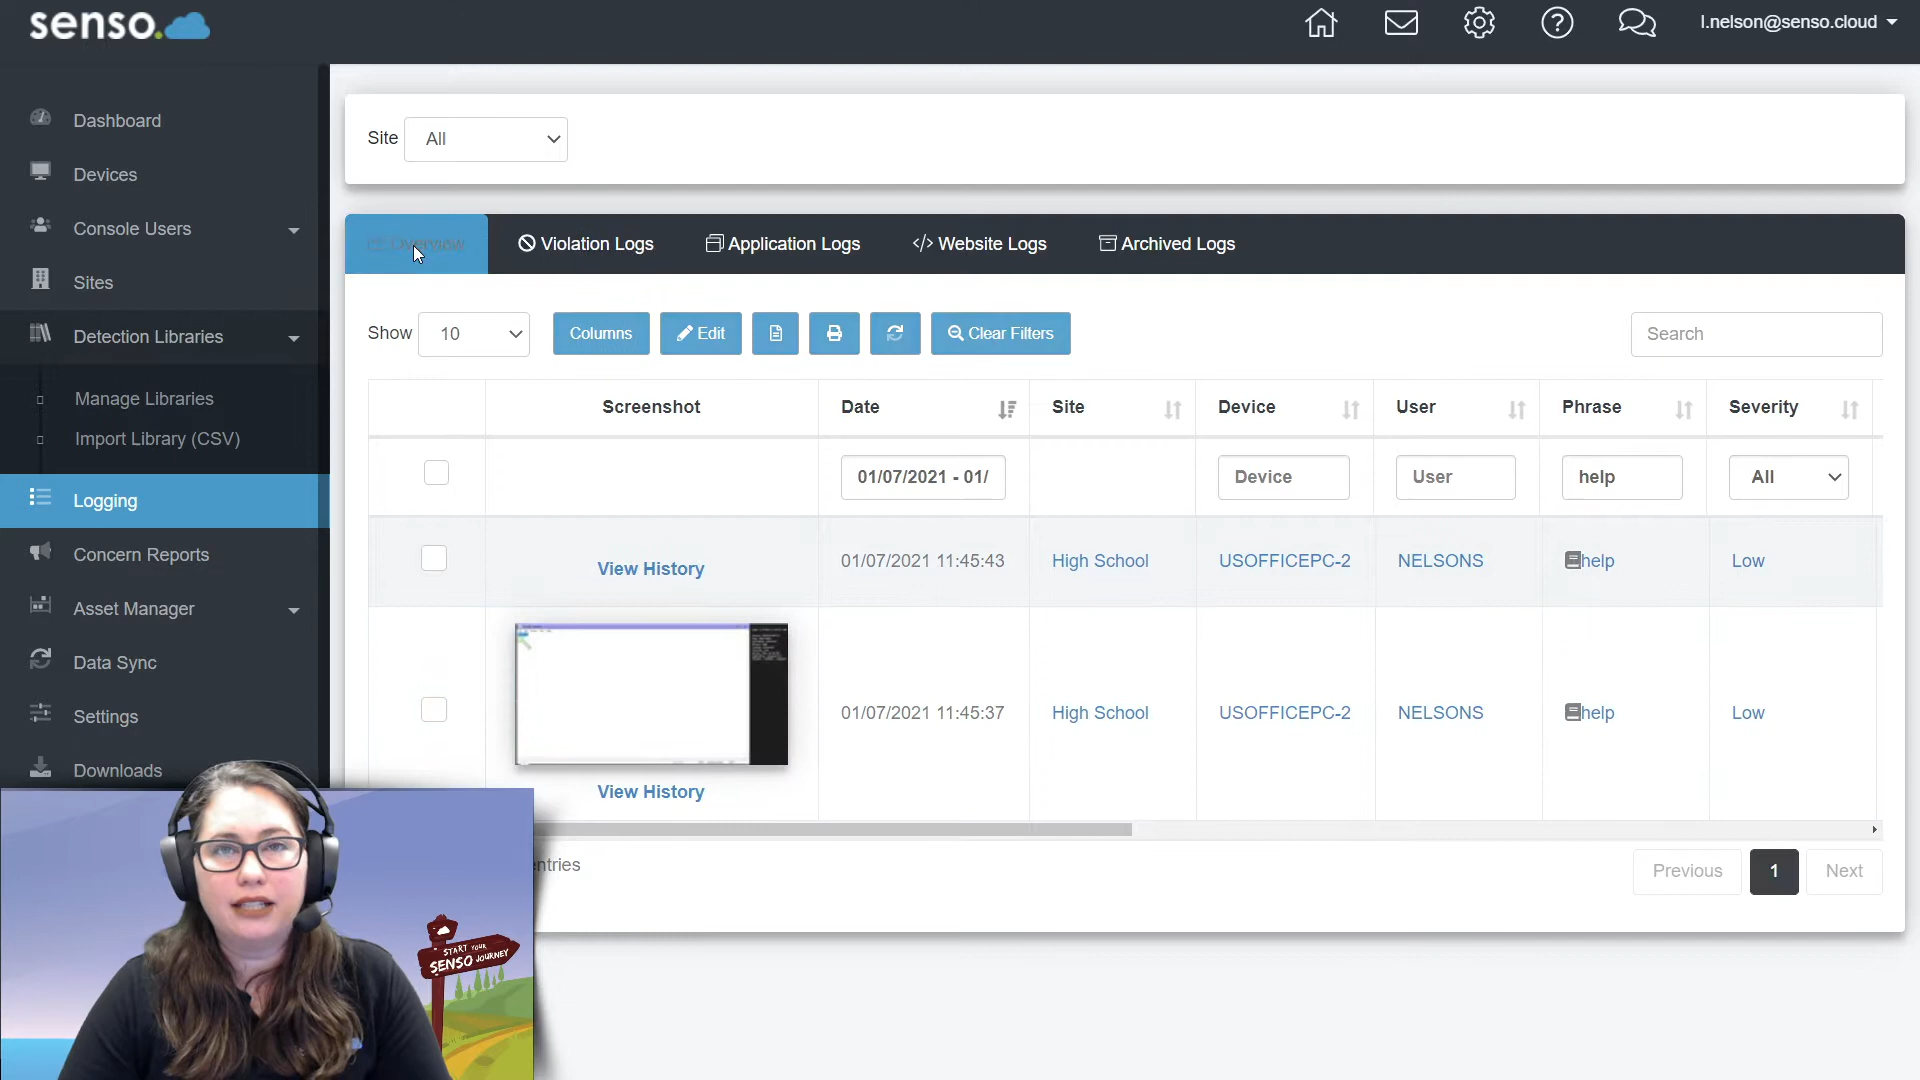 senso.
l.nelson@senso.cloud
Dashboard
Devices
Console Users
Sites
Detection Libraries
Manage Libraries
Import Library (CSV)
Logging
Concern Reports
Asset Manager
Data Sync
Settings
Downloads
Site All
Overview Violation Logs Application Logs Website Logs Archived Logs
Show 10 Columns Edit Clear Filters Search
Screenshot Date Site Device User Phrase Severity
01/07/2021 - 01/ Device User help All
View History 01/07/2021 11:45:43 High School USOFFICEPC-2 NELSONS help Low
01/07/2021 11:45:37 High School USOFFICEPC-2 NELSONS help Low
View History
entries
Previous 1 Next
START YOUR
SENSO JOURNEY